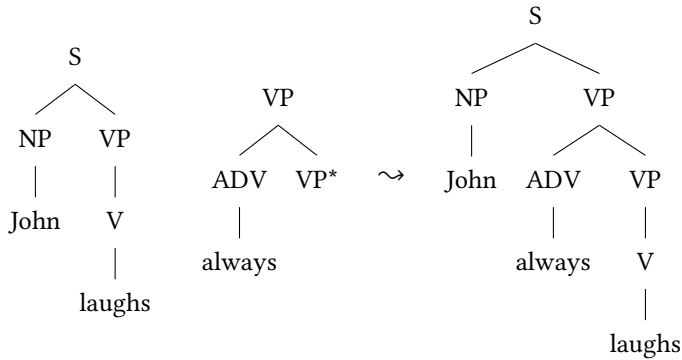 S
S
VP
NP VP
NP VP
ADV VP* ⤳ John ADV VP
John V
always
always V
laughs
laughs